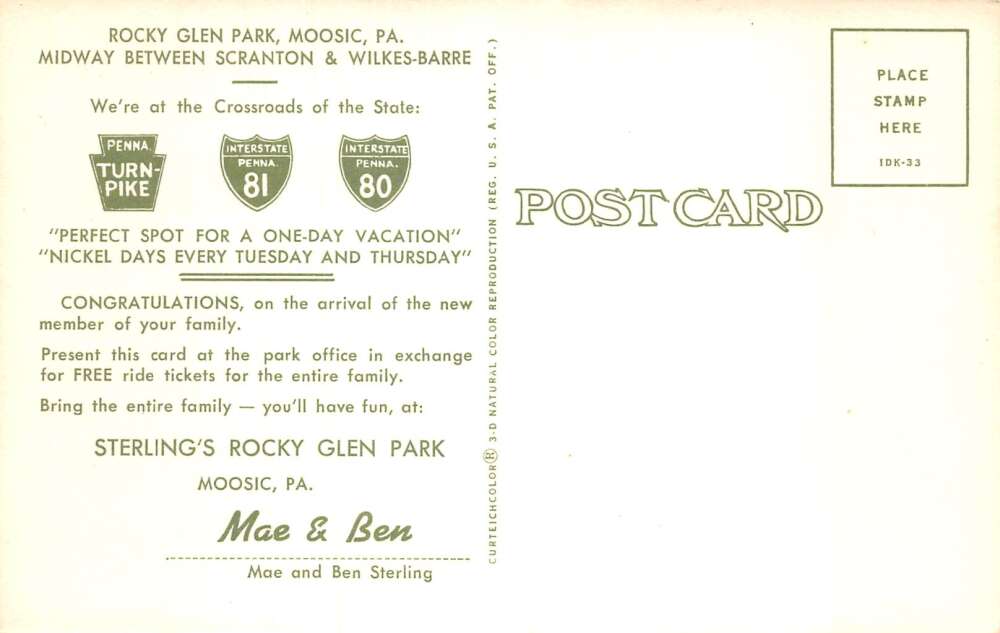 ROCKY GLEN PARK, MOOSIC, PA.
MIDWAY BETWEEN SCRANTON & WILKES-BARRE
We're at the Crossroads of the State:
PENNA.
TURN-
PIKE
INTERSTATE
PENNA.
81
INTERSTATE
PENNA.
80
"PERFECT SPOT FOR A ONE-DAY VACATION"
"NICKEL DAYS EVERY TUESDAY AND THURSDAY"
CONGRATULATIONS, on the arrival of the new
member of your family.
Present this card at the park office in exchange
for FREE ride tickets for the entire family.
Bring the entire family — you'll have fun, at:
STERLING'S ROCKY GLEN PARK
MOOSIC, PA.
Mae & Ben
Mae and Ben Sterling
CURTEICHCOLOR® 3-D NATURAL COLOR REPRODUCTION (REG. U. S. A. PAT. OFF.)
POST CARD
PLACE
STAMP
HERE
1DK-33